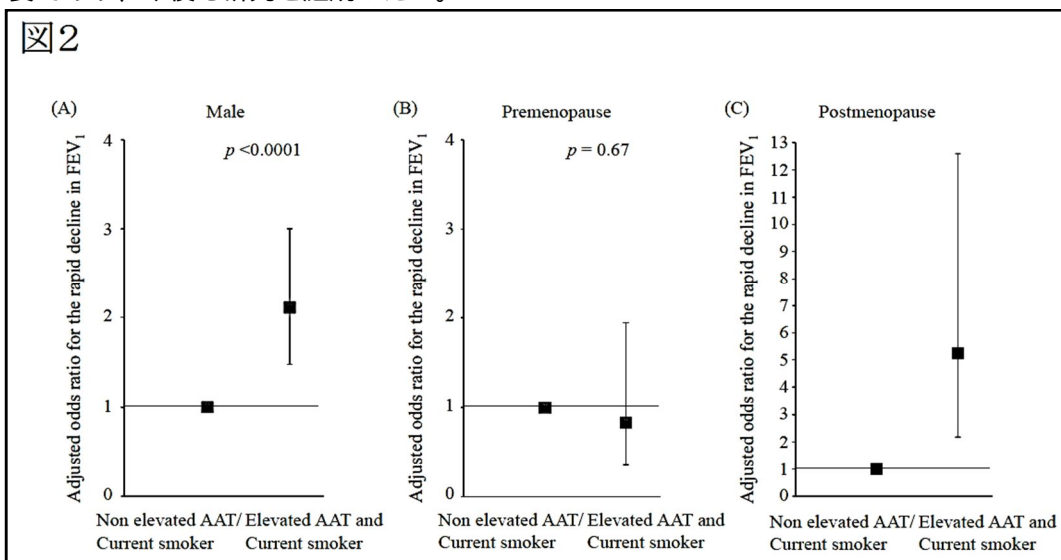 図2
(A) Male
p <0.0001
Adjusted odds ratio for the rapid decline in FEV1
4
3
2
1
0
Non elevated AAT/ Elevated AAT and
Current smoker Current smoker
(B) Premenopause
p = 0.67
Adjusted odds ratio for the rapid decline in FEV1
4
3
2
1
0
Non elevated AAT/ Elevated AAT and
Current smoker Current smoker
(C) Postmenopause
Adjusted odds ratio for the rapid decline in FEV1
13
12
11
10
9
8
7
6
5
4
3
2
1
0
Non elevated AAT/ Elevated AAT and
Current smoker Current smoker